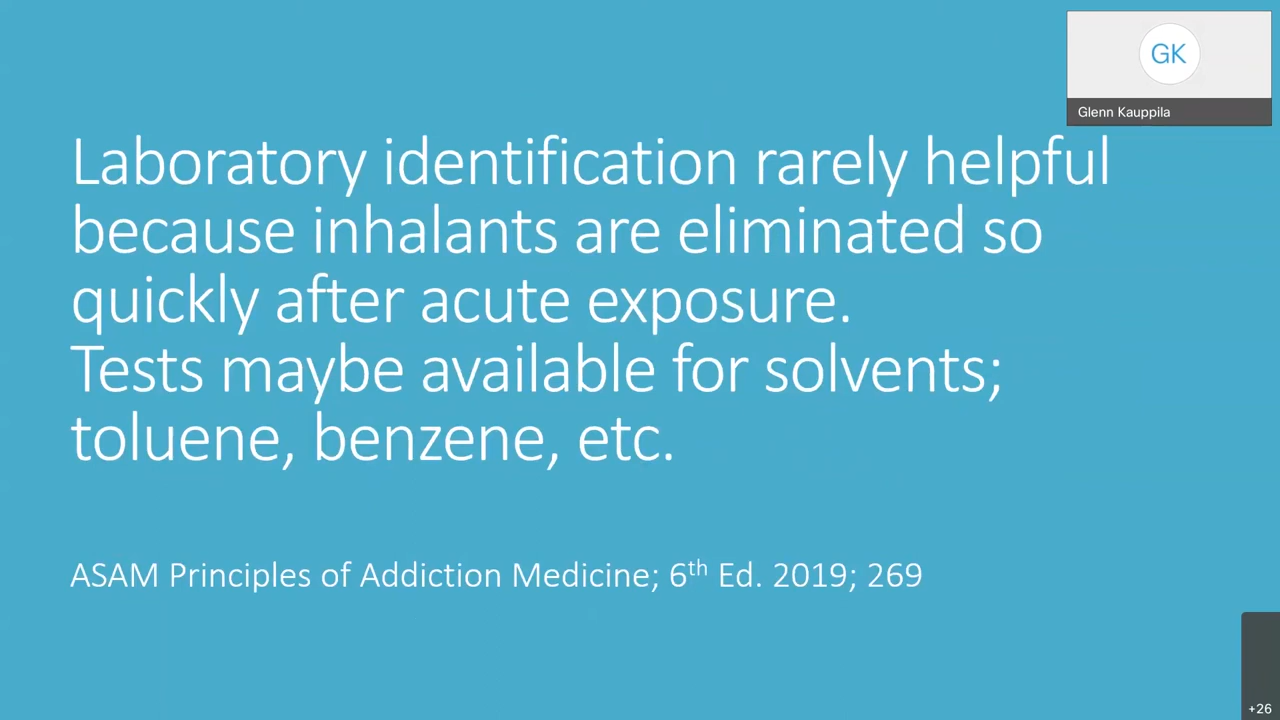 GK
Glenn Kauppila
Laboratory identification rarely helpful
because inhalants are eliminated so
quickly after acute exposure.
Tests maybe available for solvents;
toluene, benzene, etc.
ASAM Principles of Addiction Medicine; 6th Ed. 2019; 269
+26